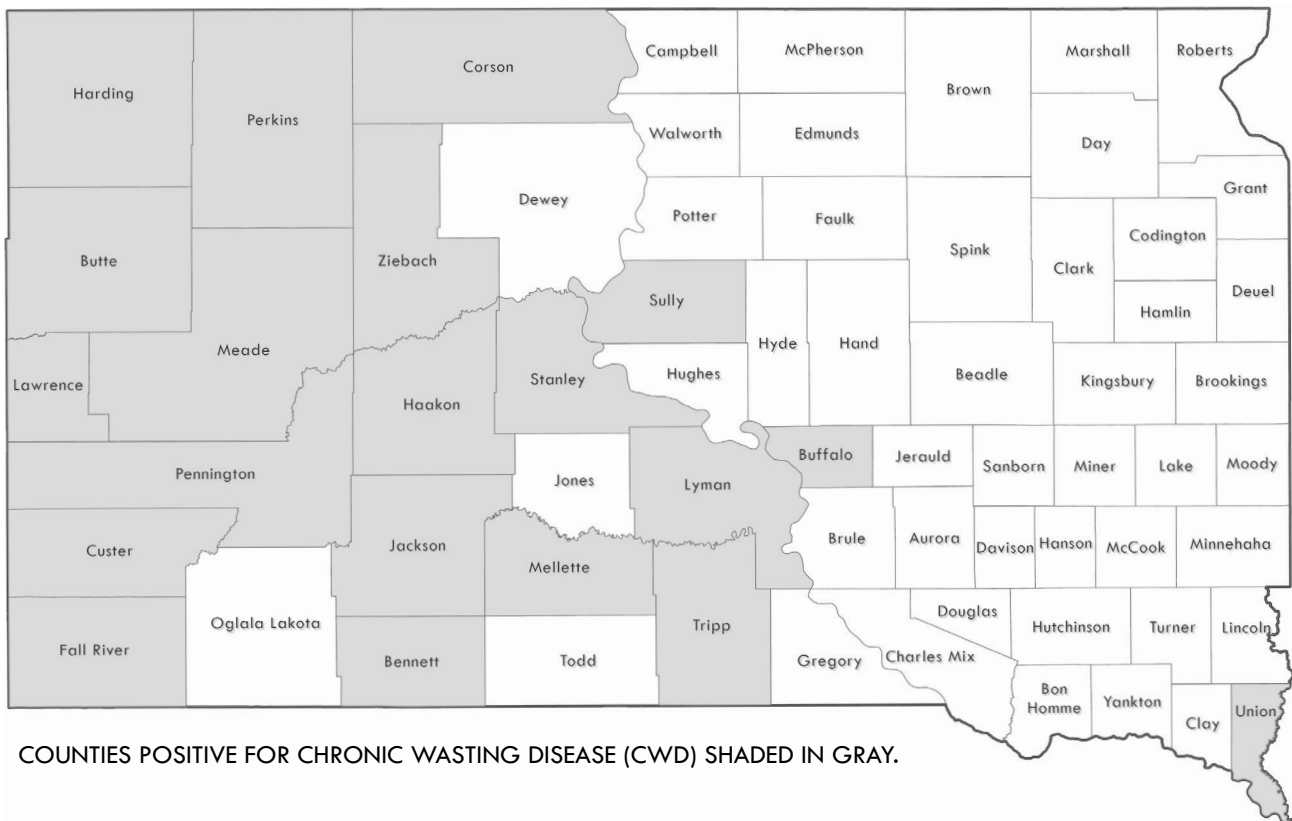 Campbell
McPherson
Marshall
Roberts
Corson
Harding
Brown
Perkins
Walworth
Edmunds
Day
Grant
Dewey
Potter
Faulk
Codington
Spink
Butte
Ziebach
Clark
Deuel
Sully
Hamlin
Hyde
Hand
Meade
Hughes
Beadle
Kingsbury
Brookings
Lawrence
Stanley
Haakon
Buffalo
Jerauld
Sanborn
Miner
Lake
Moody
Pennington
Jones
Lyman
Brule
Aurora
Davison
Hanson
McCook
Minnehaha
Custer
Jackson
Mellette
Douglas
Oglala Lakota
Tripp
Hutchinson
Turner
Lincoln
Fall River
Bennett
Todd
Gregory
Charles Mix
Bon
Homme
Yankton
Clay
Union
COUNTIES POSITIVE FOR CHRONIC WASTING DISEASE (CWD) SHADED IN GRAY.